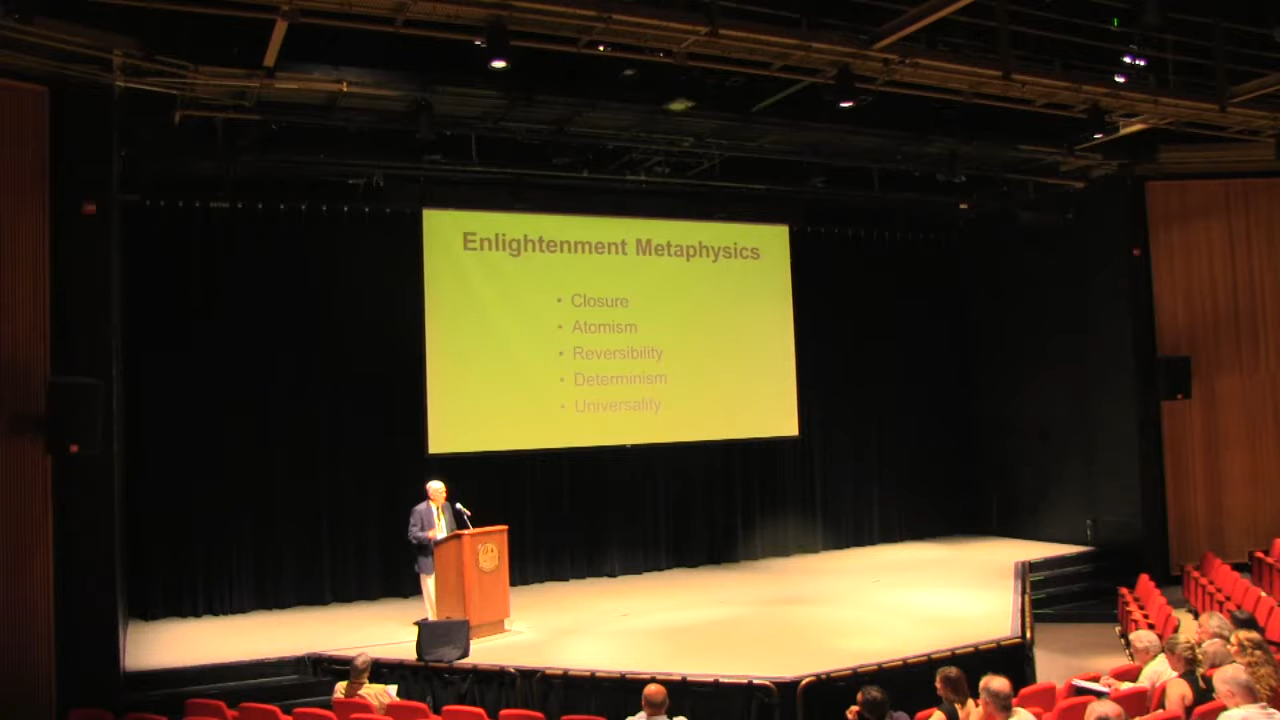 Enlightenment Metaphysics
• Closure
• Atomism
• Reversibility
• Determinism
• Universality